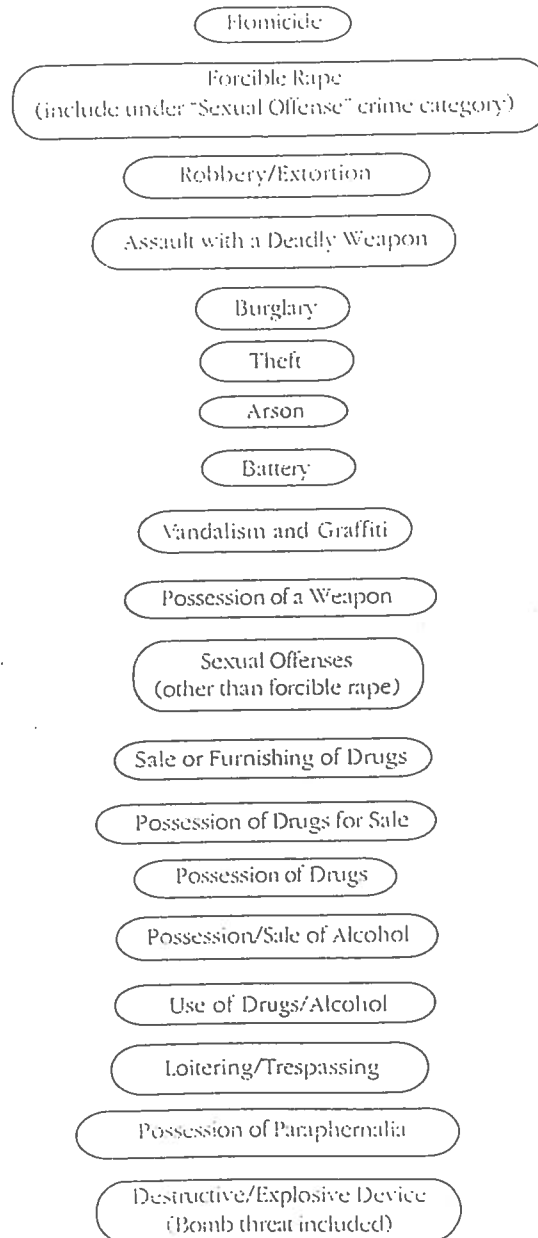 Homicide
Forcible Rape
(include under "Sexual Offense" crime category)
Robbery/Extortion
Assault with a Deadly Weapon
Burglary
Theft
Arson
Battery
Vandalism and Graffiti
Possession of a Weapon
Sexual Offenses
(other than forcible rape)
Sale or Furnishing of Drugs
Possession of Drugs for Sale
Possession of Drugs
Possession/Sale of Alcohol
Use of Drugs/Alcohol
Loitering/Trespassing
Possession of Paraphernalia
Destructive/Explosive Device
(Bomb threat included)